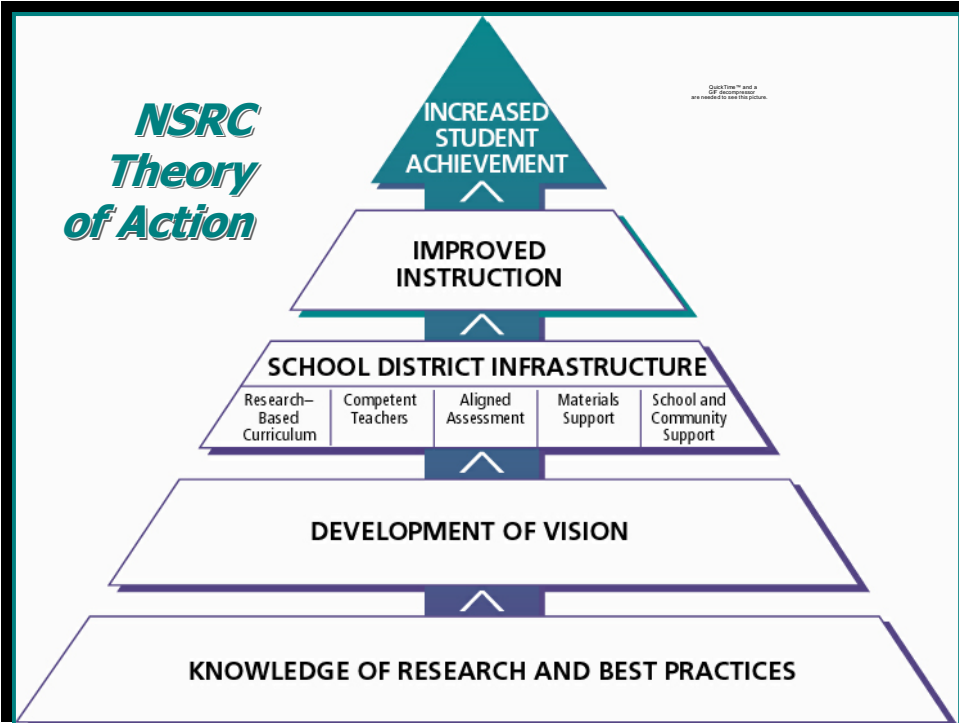 NSRC
Theory
of Action
QuickTime™ and a
GIF decompressor
are needed to see this picture.
INCREASED
STUDENT
ACHIEVEMENT
IMPROVED
INSTRUCTION
SCHOOL DISTRICT INFRASTRUCTURE
Research–
Based
Curriculum
Competent
Teachers
Aligned
Assessment
Materials
Support
School and
Community
Support
DEVELOPMENT OF VISION
KNOWLEDGE OF RESEARCH AND BEST PRACTICES